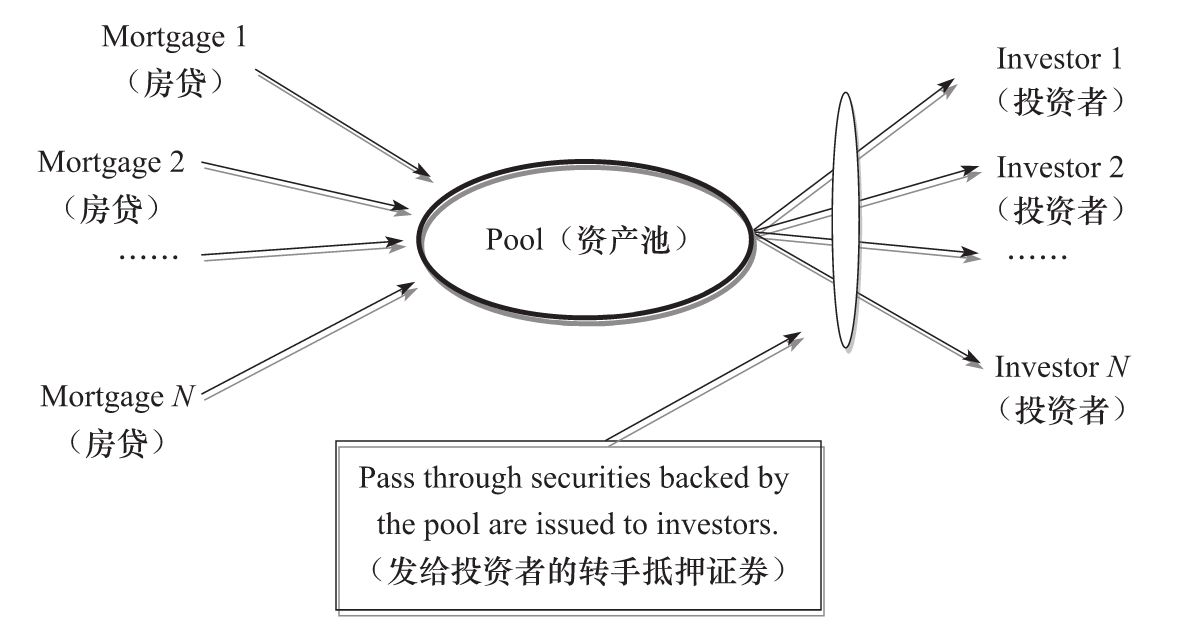 Mortgage 1
（房贷）
Mortgage 2
（房贷）
……
Mortgage N
（房贷）
Pool（资产池）
Investor 1
（投资者）
Investor 2
（投资者）
……
Investor N
（投资者）
Pass through securities backed by
the pool are issued to investors.
（发给投资者的转手抵押证券）